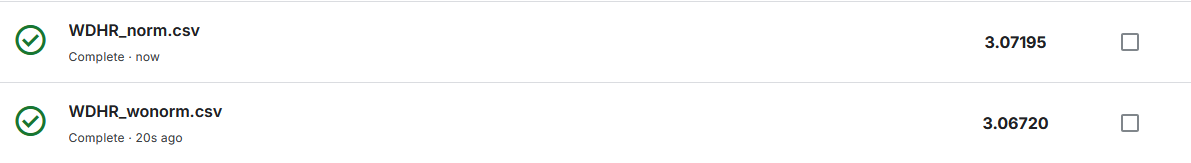 WDHR_norm.csv
Complete · now
3.07195
WDHR_wonorm.csv
Complete · 20s ago
3.06720